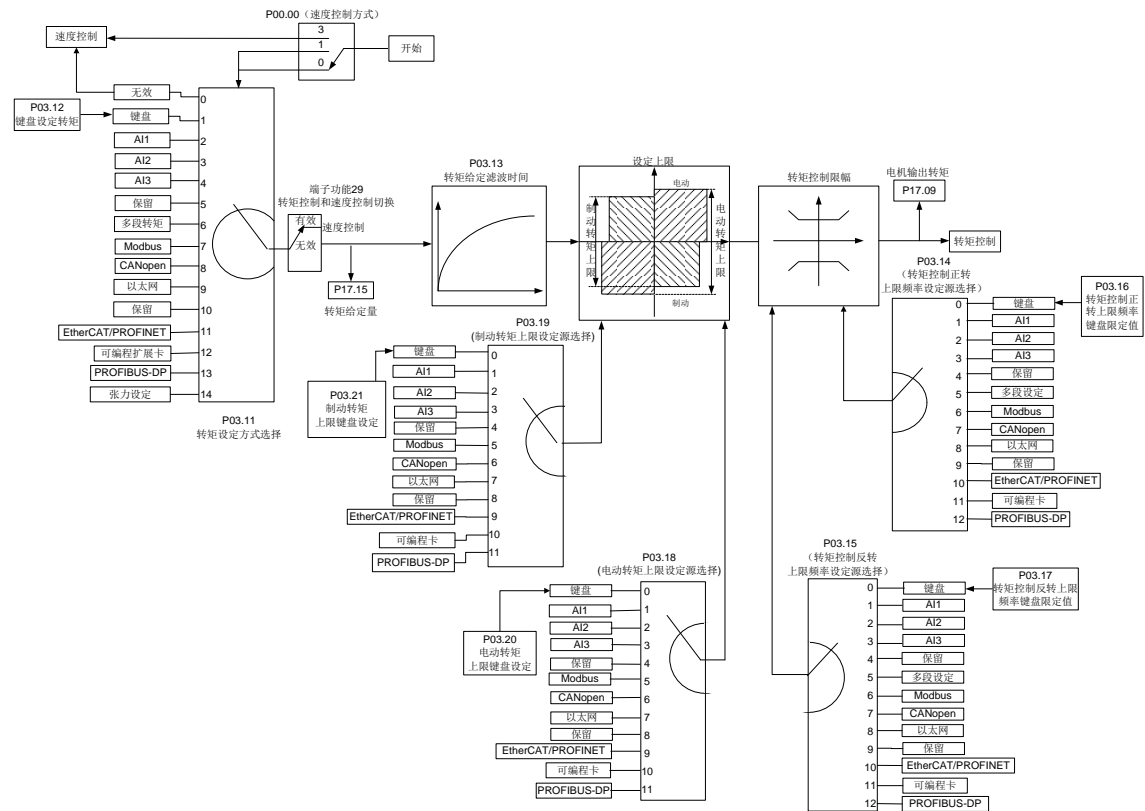 P00.00（速度控制方式）
3
1
0
开始
速度控制
P03.12
键盘设定转矩
无效
0
键盘
1
AI1
2
AI2
3
AI3
4
保留
5
多段转矩
6
Modbus
7
CANopen
8
以太网
9
保留
10
EtherCAT/PROFINET
11
可编程扩展卡
12
PROFIBUS-DP
13
张力设定
14
P03.11
转矩设定方式选择
端子功能29
转矩控制和速度控制切换
有效
速度控制
无效
P17.15
转矩给定量
P03.13
转矩给定滤波时间
设定上限
电动
制动转矩上限
电动转矩上限
制动
转矩控制限幅
电机输出转矩
P17.09
转矩控制
P03.14
（转矩控制正转
上限频率设定源选择）
P03.16
转矩控制正
转上限频率
键盘限定值
0
键盘
1
AI1
2
AI2
3
AI3
4
保留
5
多段设定
6
Modbus
7
CANopen
8
以太网
9
保留
10
EtherCAT/PROFINET
11
可编程卡
12
PROFIBUS-DP
P03.19
(制动转矩上限设定源选择)
P03.21
制动转矩
上限键盘设定
键盘
0
AI1
1
AI2
2
AI3
3
保留
4
Modbus
5
CANopen
6
以太网
7
保留
8
EtherCAT/PROFINET
9
可编程卡
10
PROFIBUS-DP
11
P03.18
(电动转矩上限设定源选择)
P03.20
电动转矩
上限键盘设定
键盘
0
AI1
1
AI2
2
AI3
3
保留
4
Modbus
5
CANopen
6
以太网
7
保留
8
EtherCAT/PROFINET
9
可编程卡
10
PROFIBUS-DP
11
P03.15
（转矩控制反转
上限频率设定源选择）
P03.17
转矩控制反转上限
频率键盘限定值
0
键盘
1
AI1
2
AI2
3
AI3
4
保留
5
多段设定
6
Modbus
7
CANopen
8
以太网
9
保留
10
EtherCAT/PROFINET
11
可编程卡
12
PROFIBUS-DP